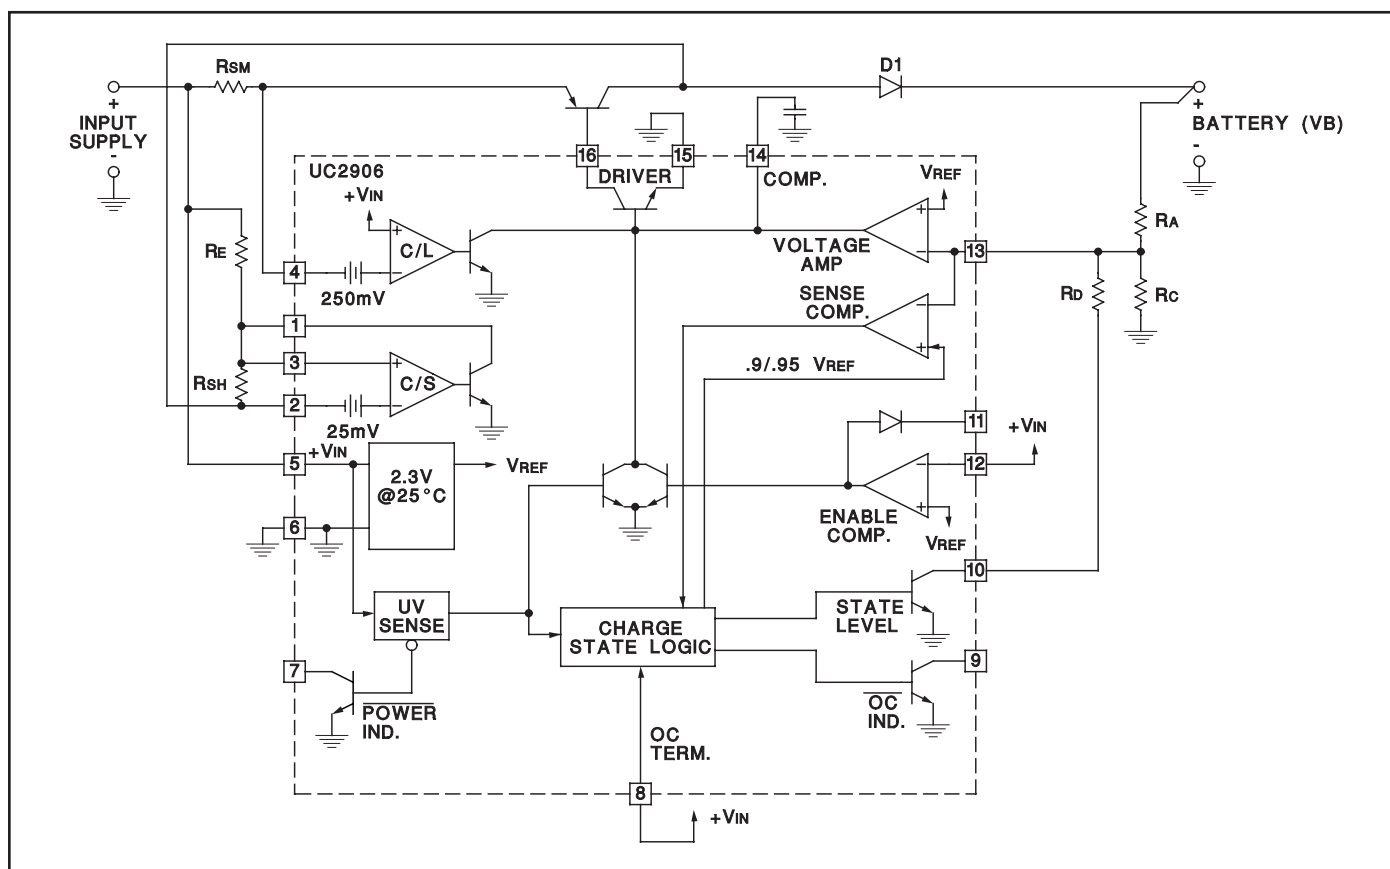 RSM
D1
+
INPUT
SUPPLY
-
+
BATTERY (VB)
-
16
15
14
UC2906
DRIVER
COMP.
+VIN
VREF
+
C/L
-
VOLTAGE
AMP
+
-
13
RA
RE
4
250mV
SENSE
COMP.
-
+
RD
RC
1
3
RSH
2
+
C/S
-
25mV
.9/.95 VREF
11
+VIN
5
+VIN
2.3V
@25°C
VREF
12
-
+
ENABLE
COMP.
VREF
6
10
UV
SENSE
CHARGE
STATE LOGIC
STATE
LEVEL
7
9
POWER
IND.
OC
IND.
OC
TERM.
8
+VIN